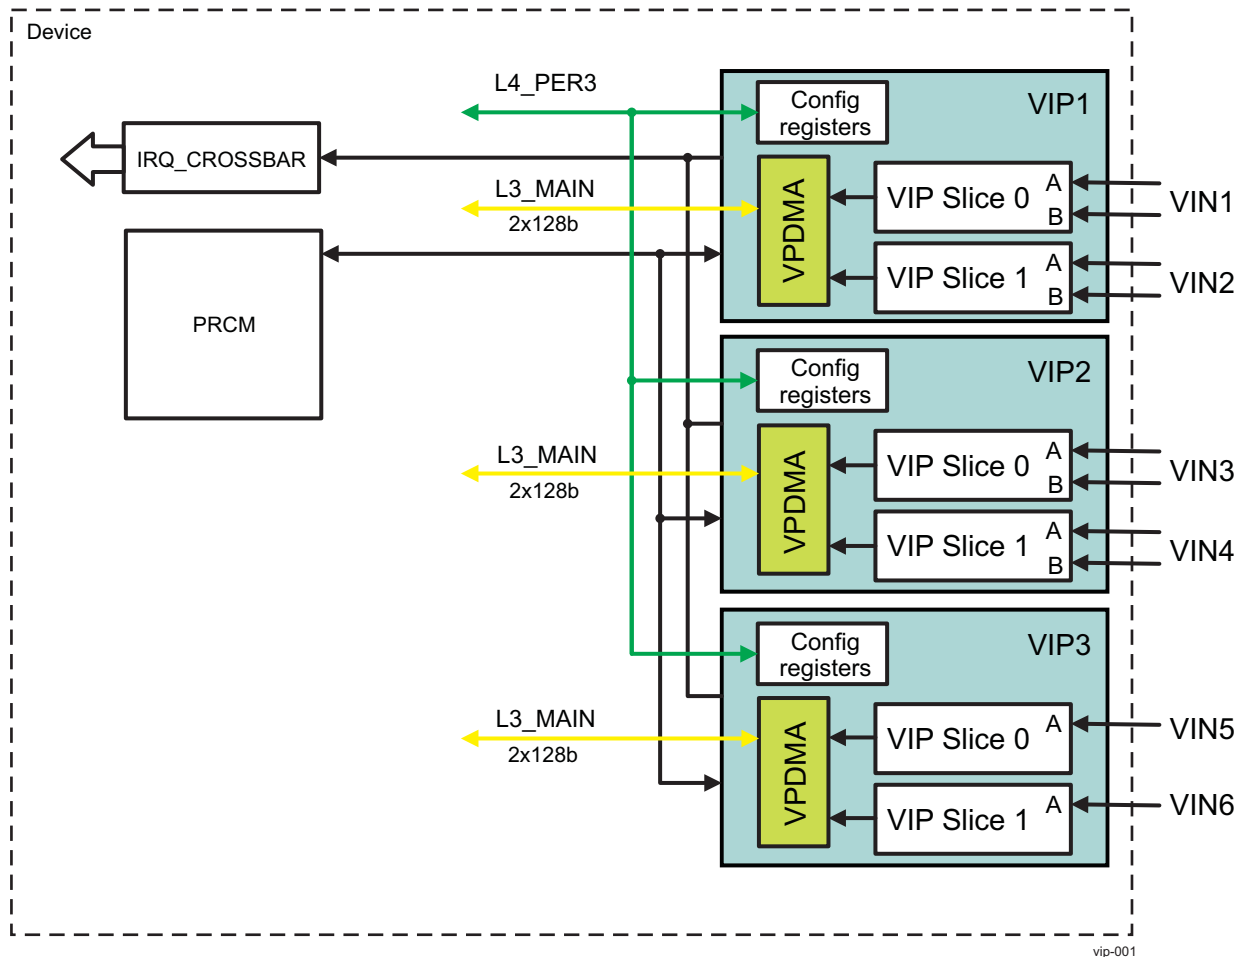 Device
L4_PER3
Config
registers
VIP1
IRQ_CROSSBAR
L3_MAIN
2x128b
VPDMA
VIP Slice 0
A
B
VIN1
VIP Slice 1
A
B
VIN2
PRCM
Config
registers
VIP2
L3_MAIN
2x128b
VPDMA
VIP Slice 0
A
B
VIN3
VIP Slice 1
A
B
VIN4
Config
registers
VIP3
L3_MAIN
2x128b
VPDMA
VIP Slice 0
A
VIN5
VIP Slice 1
A
VIN6
vip-001